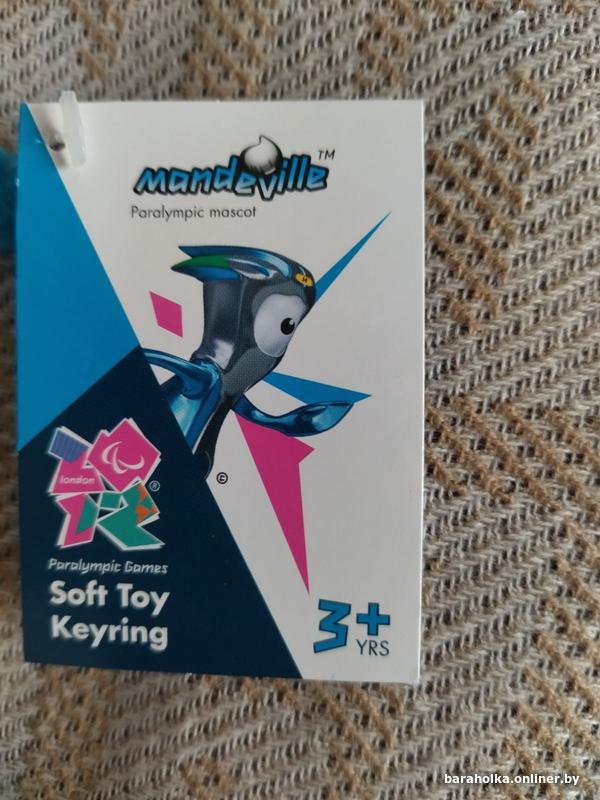 mandeville™
Paralympic mascot
©
london
®
Paralympic Games
Soft Toy
Keyring
3+
YRS
baraholka.onliner.by